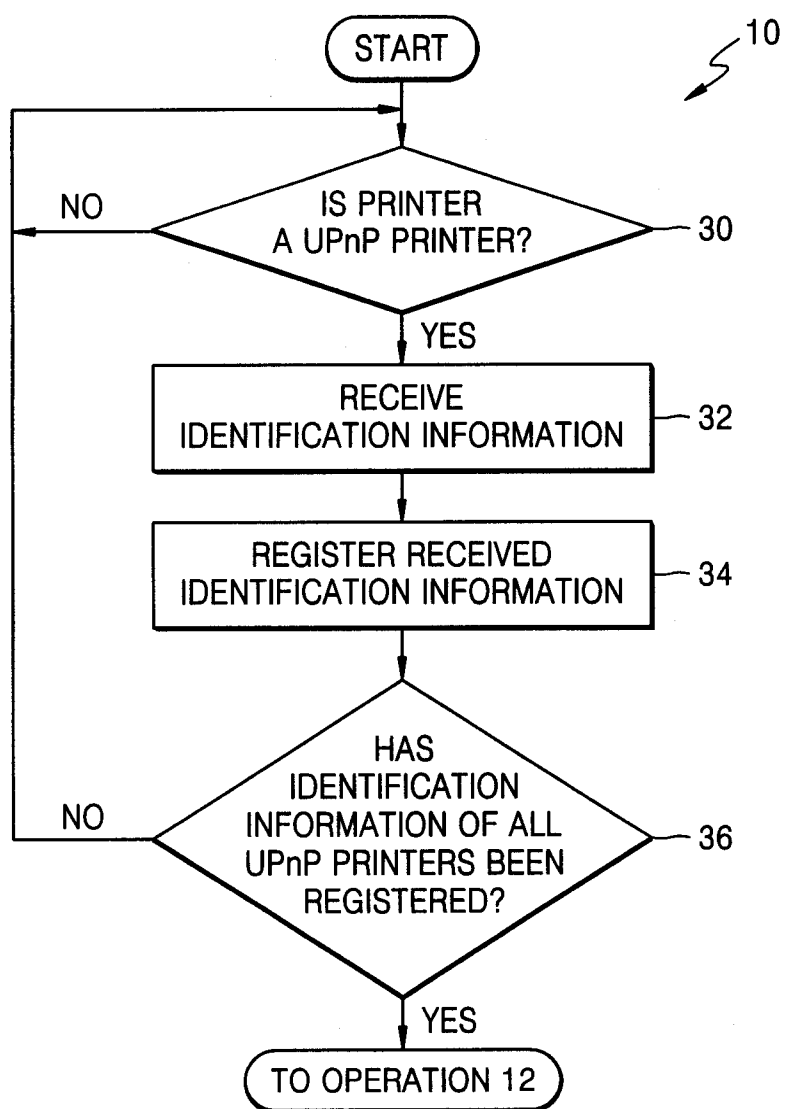 START
10
IS PRINTER
A UPnP PRINTER?
NO
30
YES
RECEIVE
IDENTIFICATION INFORMATION
32
REGISTER RECEIVED
IDENTIFICATION INFORMATION
34
HAS
IDENTIFICATION
INFORMATION OF ALL
UPnP PRINTERS BEEN
REGISTERED?
NO
36
YES
TO OPERATION 12